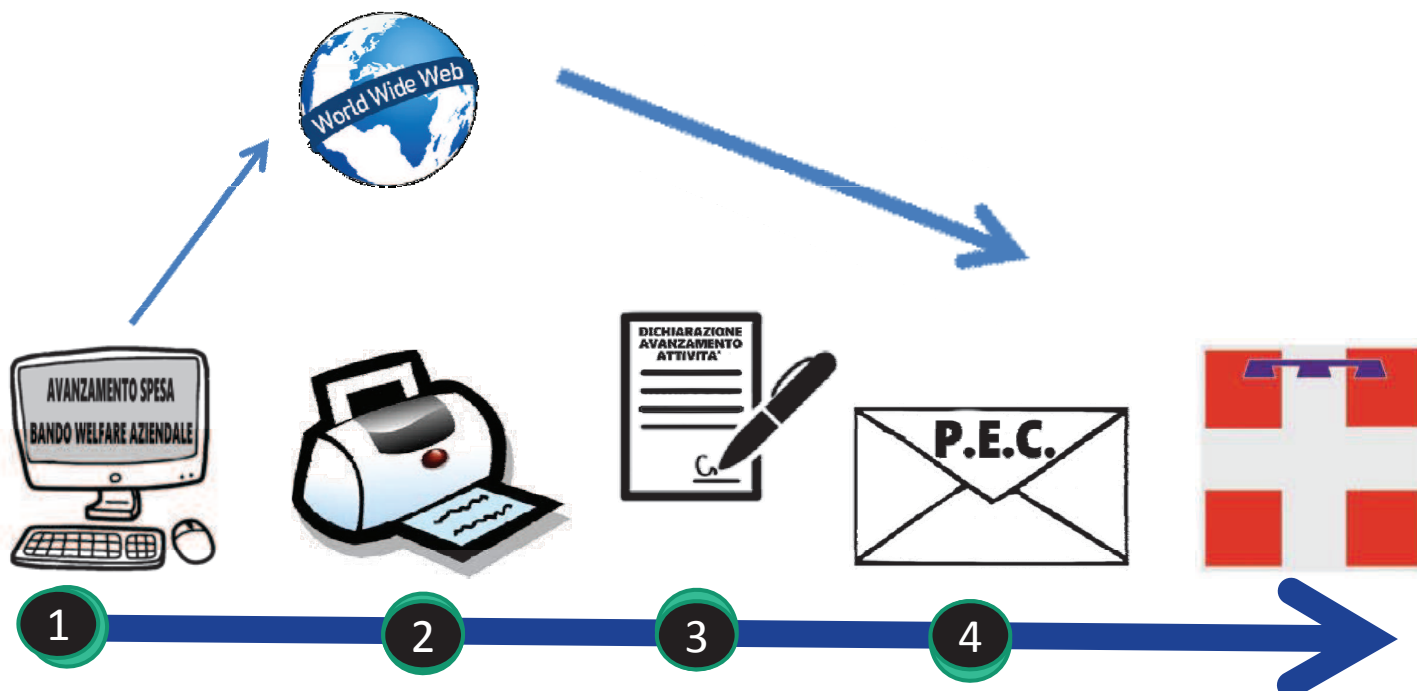 World Wide Web
AVANZAMENTO SPESA
BANDO WELFARE AZIENDALE
DICHIARAZIONE
AVANZAMENTO
ATTIVITA'
P.E.C.
1
2
3
4